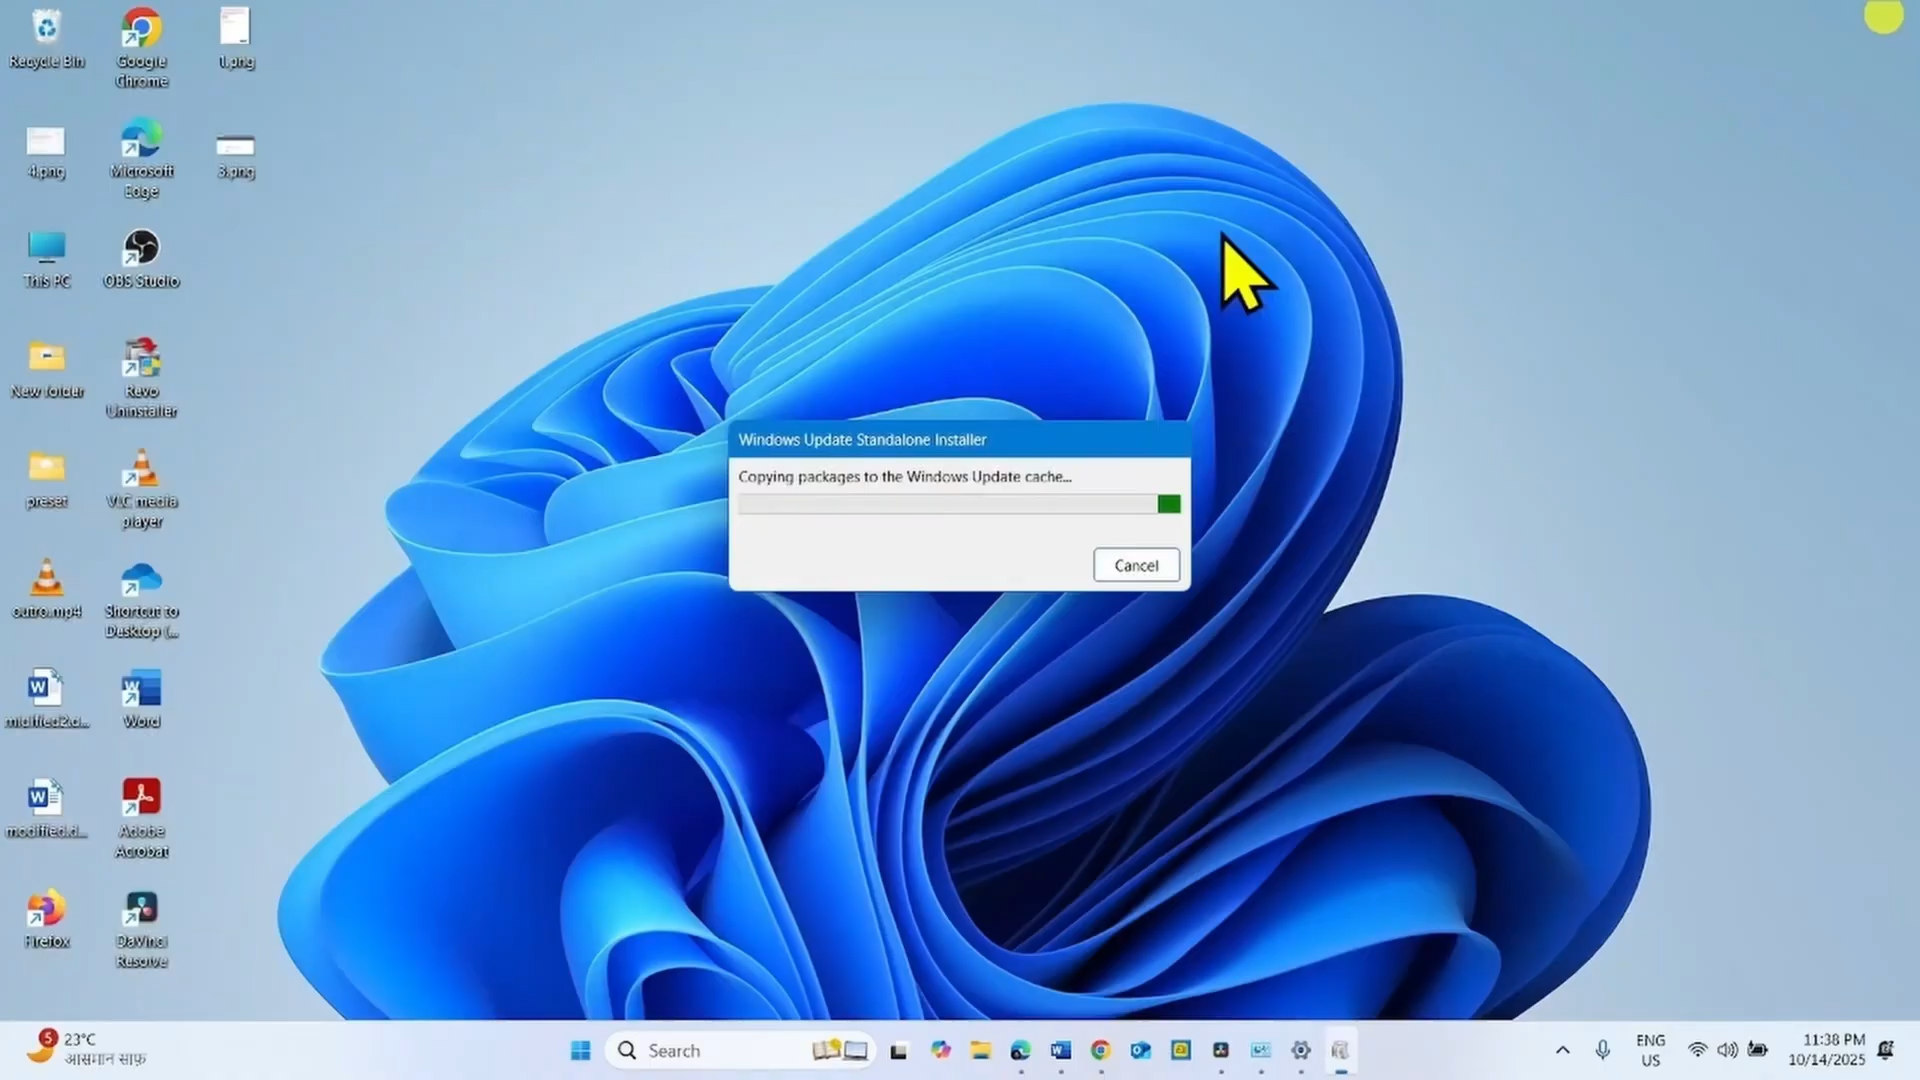 Recycle Bin
Google
Chrome
1.png
4.png
Microsoft
Edge
3.png
This PC
OBS Studio
New folder
Revo
Uninstaller
preset
VLC media
player
outro.mp4
Shortcut to
Desktop (...
midified2.d...
Word
modified.d...
Adobe
Acrobat
Firefox
DaVinci
Resolve
Windows Update Standalone Installer
Copying packages to the Windows Update cache...
Cancel
5
23°C
आसमान साफ़
Search
ENG
US
11:38 PM
10/14/2025